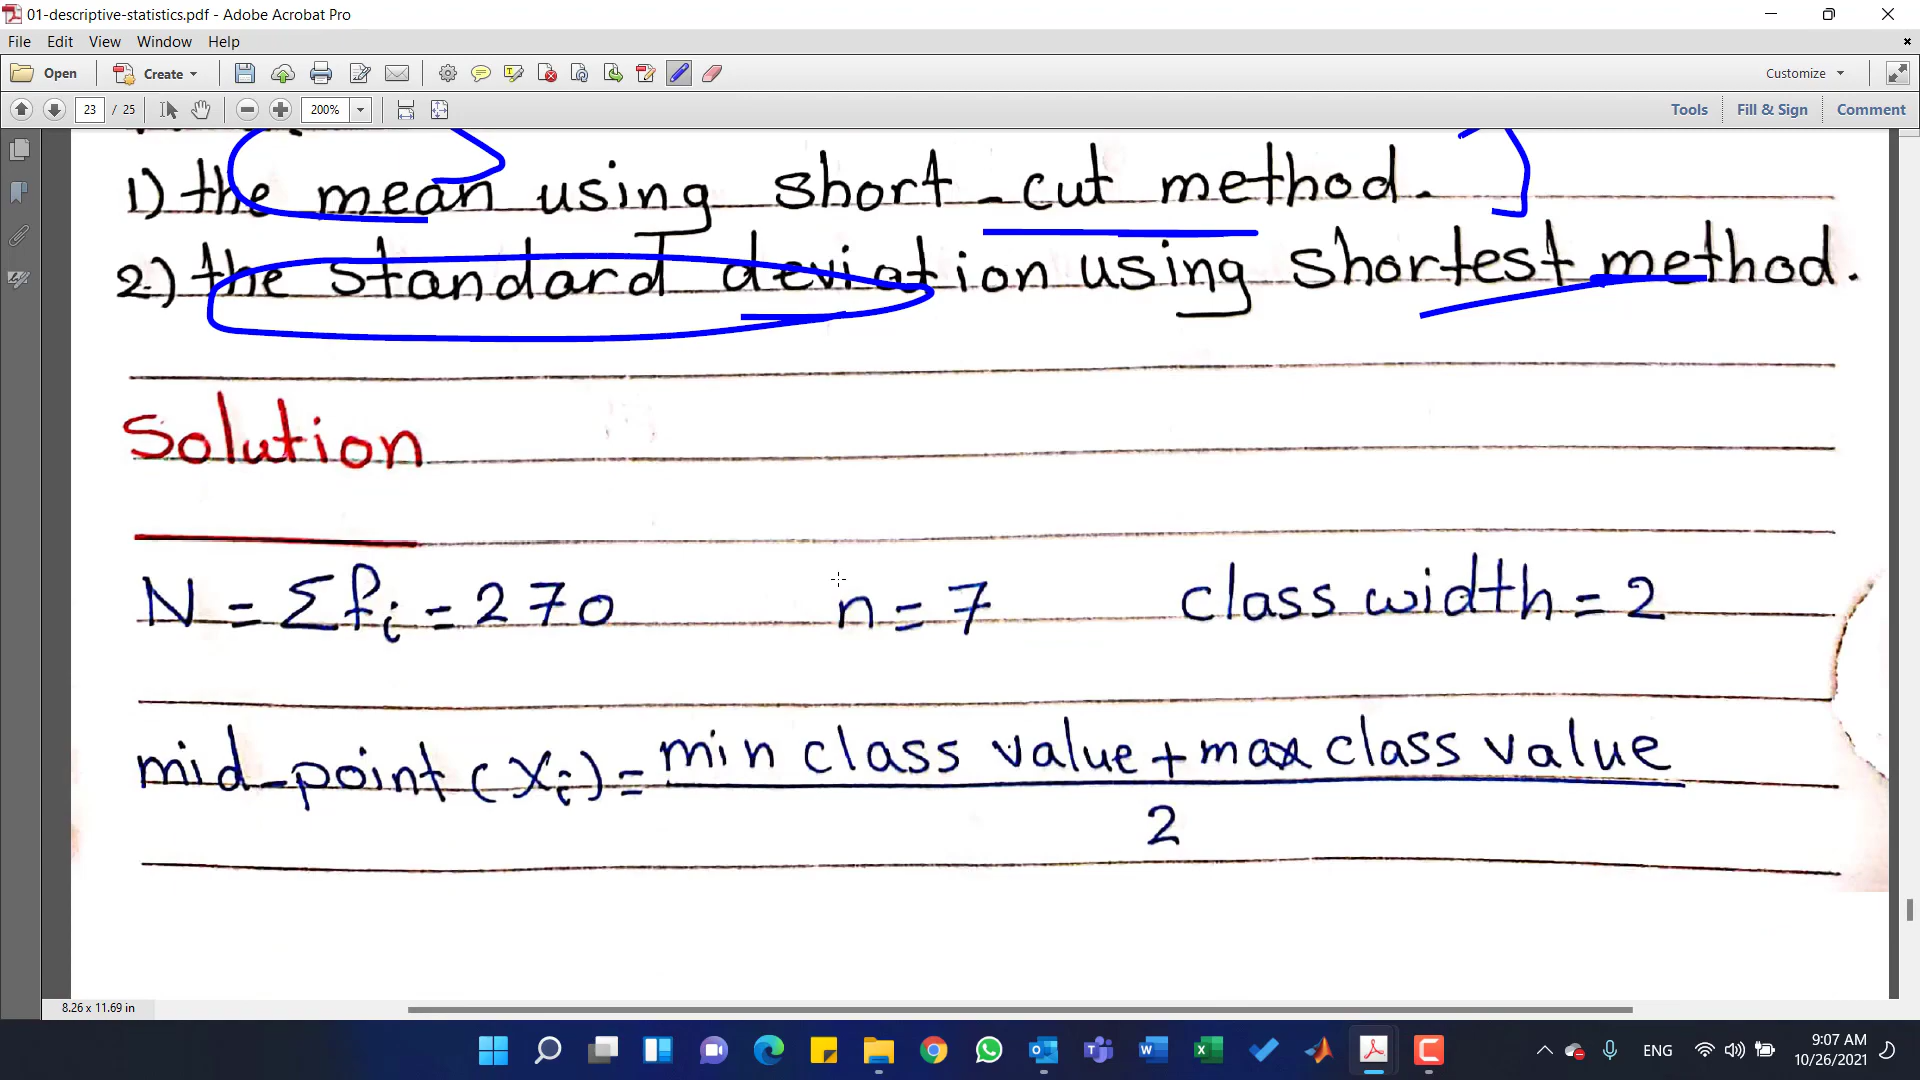 01-descriptive-statistics.pdf - Adobe Acrobat Pro
File Edit View Window Help
Open Create Customize
23 / 25 200% Tools Fill & Sign Comment
1) the mean using short-cut method.
2) the standard deviation using shortest method.
Solution
N = Σfi = 270 n = 7 class width = 2
mid-point (Xi) = min class value + max class value
2
8.26 x 11.69 in
ENG 9:07 AM
10/26/2021